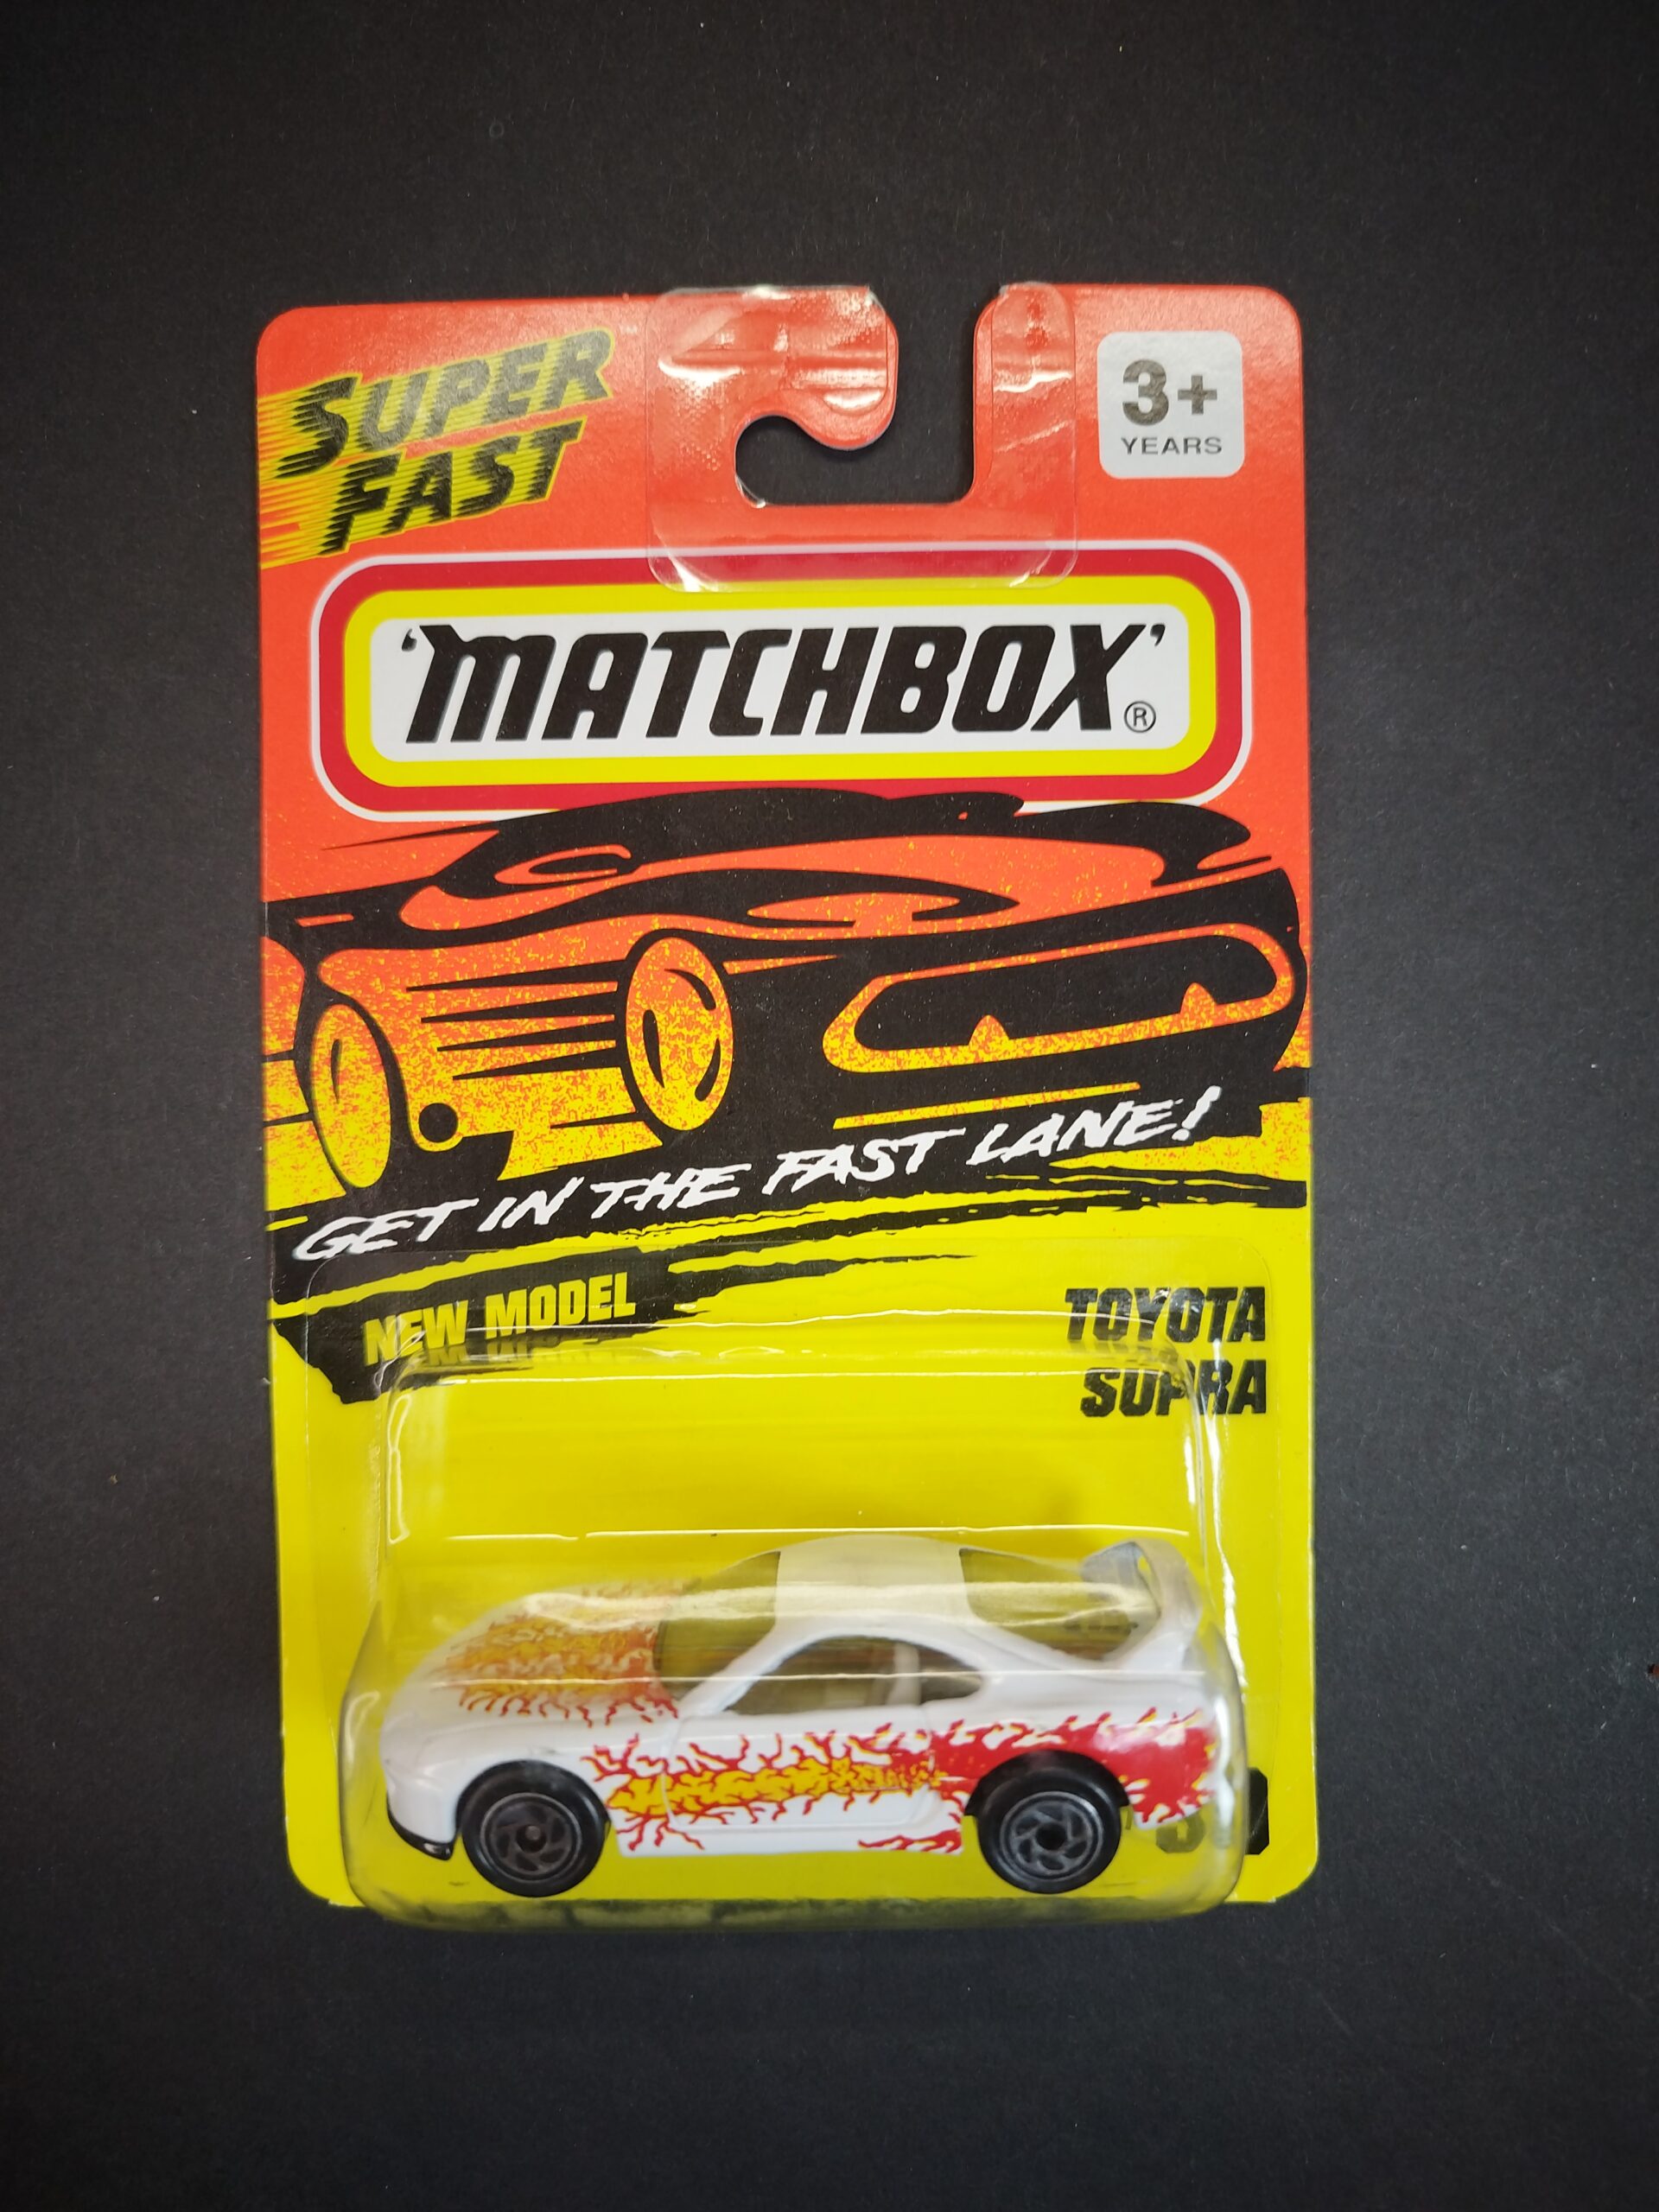 SUPER
FAST
3+
YEARS
'MATCHBOX'®
GET IN THE FAST LANE!
NEW MODEL
TOYOTA
SUPRA